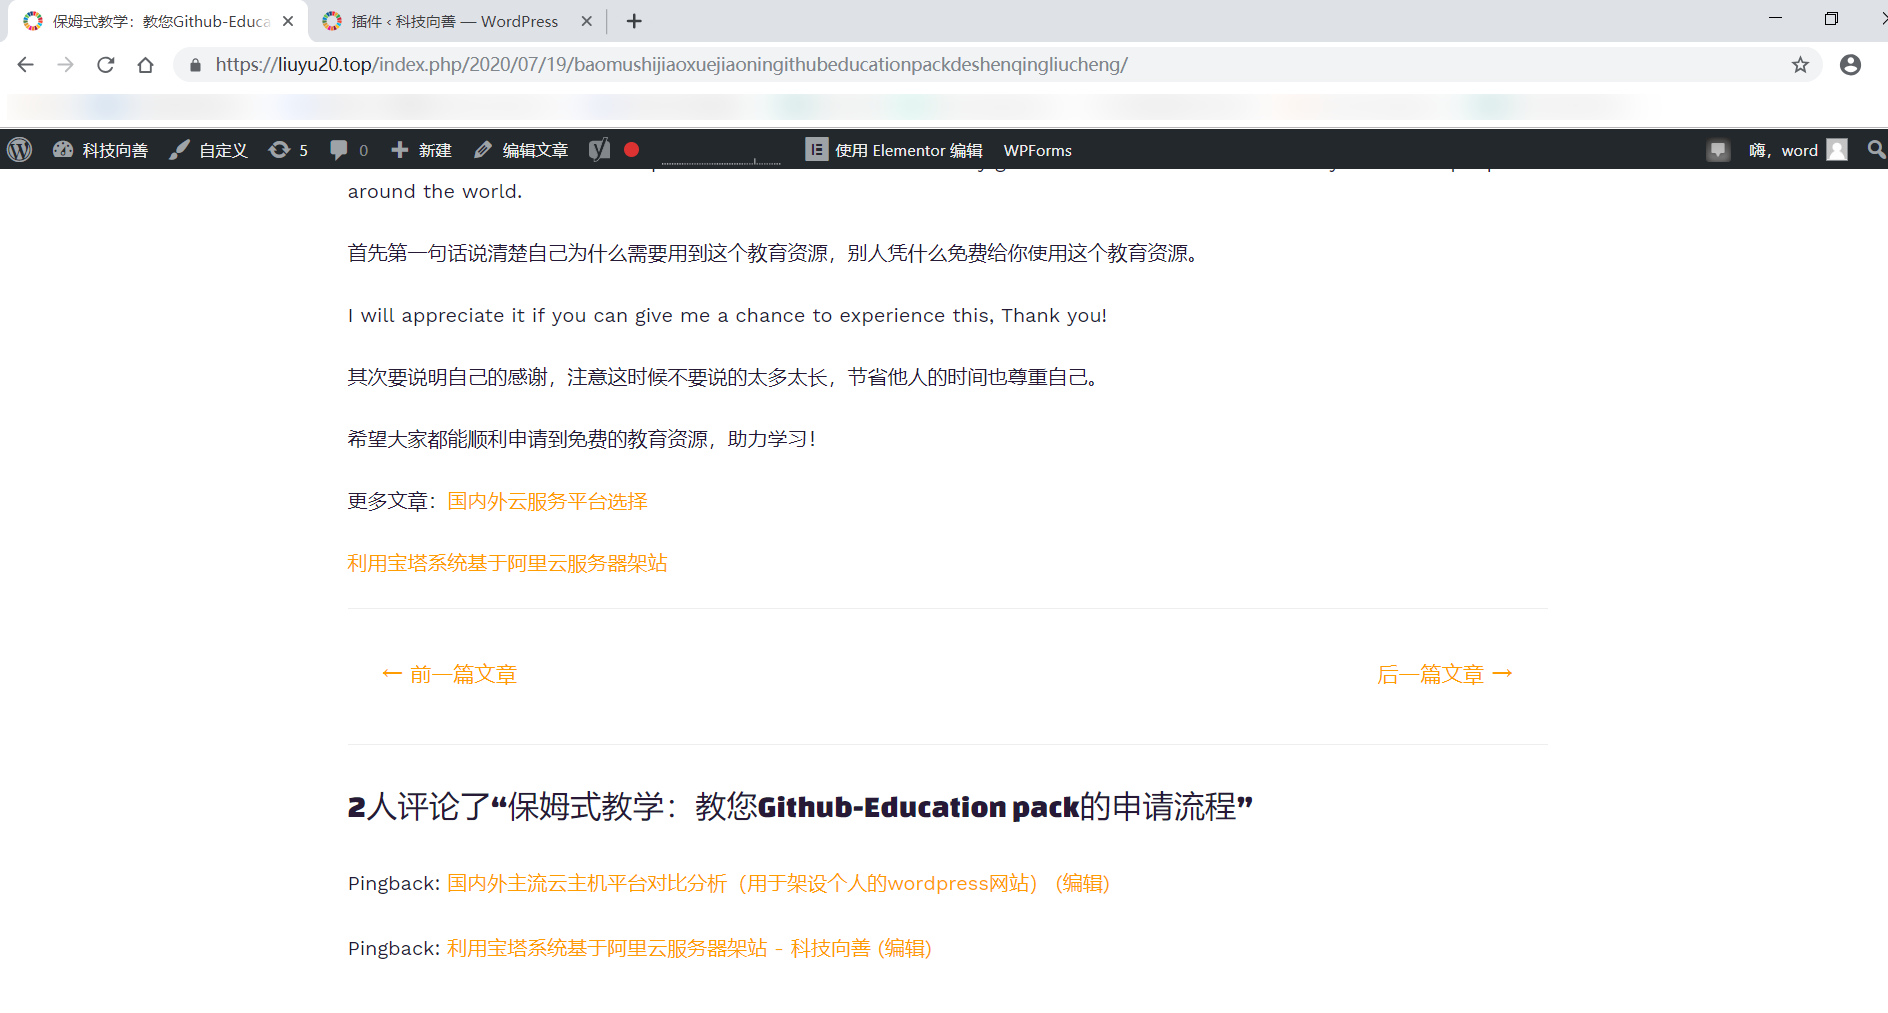 保姆式教学：教您Github-Educa
插件 ‹ 科技向善 — WordPress
https://liuyu20.top/index.php/2020/07/19/baomushijiaoxuejiaoningithubeducationpackdeshenqingliucheng/
科技向善 自定义 5 0 新建 编辑文章 使用 Elementor 编辑 WPForms 嗨，word
around the world.
首先第一句话说清楚自己为什么需要用到这个教育资源，别人凭什么免费给你使用这个教育资源。
I will appreciate it if you can give me a chance to experience this, Thank you!
其次要说明自己的感谢，注意这时候不要说的太多太长，节省他人的时间也尊重自己。
希望大家都能顺利申请到免费的教育资源，助力学习！
更多文章：国内外云服务平台选择
利用宝塔系统基于阿里云服务器架站
← 前一篇文章
后一篇文章 →
2人评论了“保姆式教学：教您Github-Education pack的申请流程”
Pingback: 国内外主流云主机平台对比分析（用于架设个人的wordpress网站） (编辑)
Pingback: 利用宝塔系统基于阿里云服务器架站 - 科技向善 (编辑)